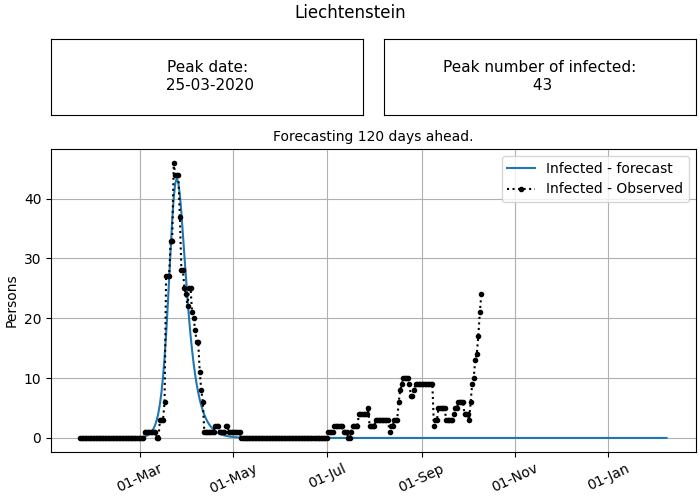 Liechtenstein
Peak date:
25-03-2020
Peak number of infected:
43
Forecasting 120 days ahead.
Infected - forecast
Infected - Observed
Persons
40
30
20
10
0
01-Mar
01-May
01-Jul
01-Sep
01-Nov
01-Jan